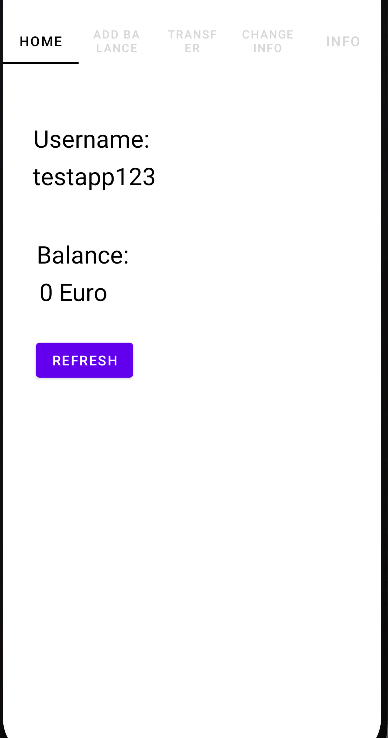 HOME
ADD BA
LANCE
TRANSF
ER
CHANGE
INFO
INFO
Username:
testapp123
Balance:
0 Euro
REFRESH